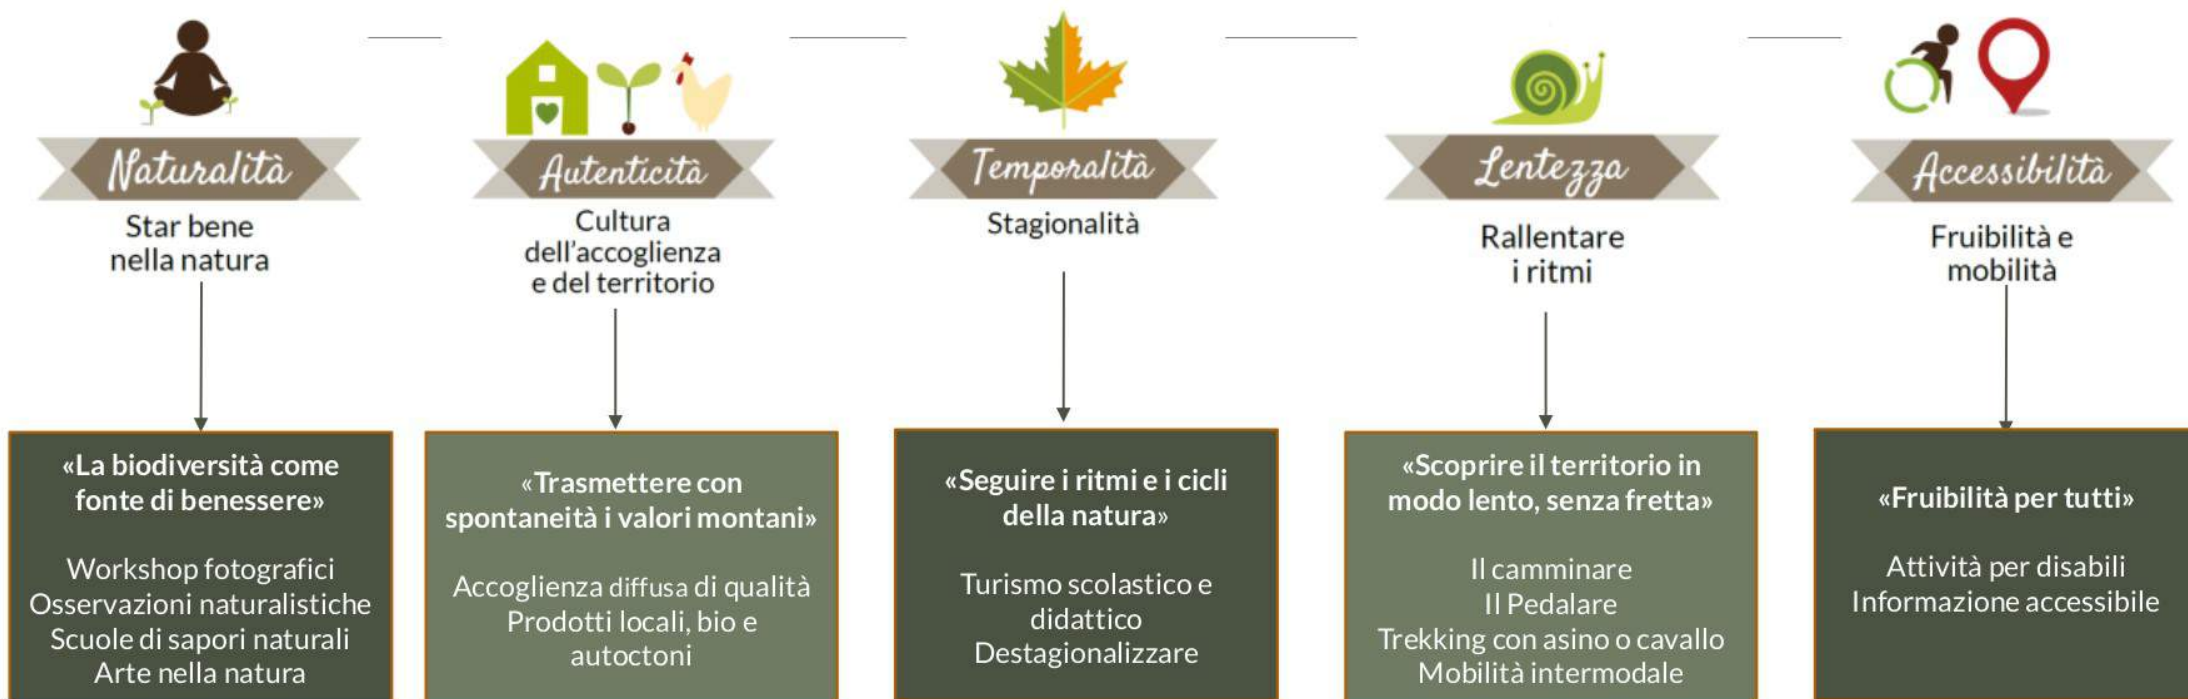 Naturalità
Star bene
nella natura
«La biodiversità come
fonte di benessere»
Workshop fotografici
Osservazioni naturalistiche
Scuole di sapori naturali
Arte nella natura
Autenticità
Cultura
dell'accoglienza
e del territorio
«Trasmettere con
spontaneità i valori montani»
Accoglienza diffusa di qualità
Prodotti locali, bio e
autoctoni
Temporalità
Stagionalità
«Seguire i ritmi e i cicli
della natura»
Turismo scolastico e
didattico
Destagionalizzare
Lentezza
Rallentare
i ritmi
«Scoprire il territorio in
modo lento, senza fretta»
Il camminare
Il Pedalare
Trekking con asino o cavallo
Mobilità intermodale
Accessibilità
Fruibilità e
mobilità
«Fruibilità per tutti»
Attività per disabili
Informazione accessibile